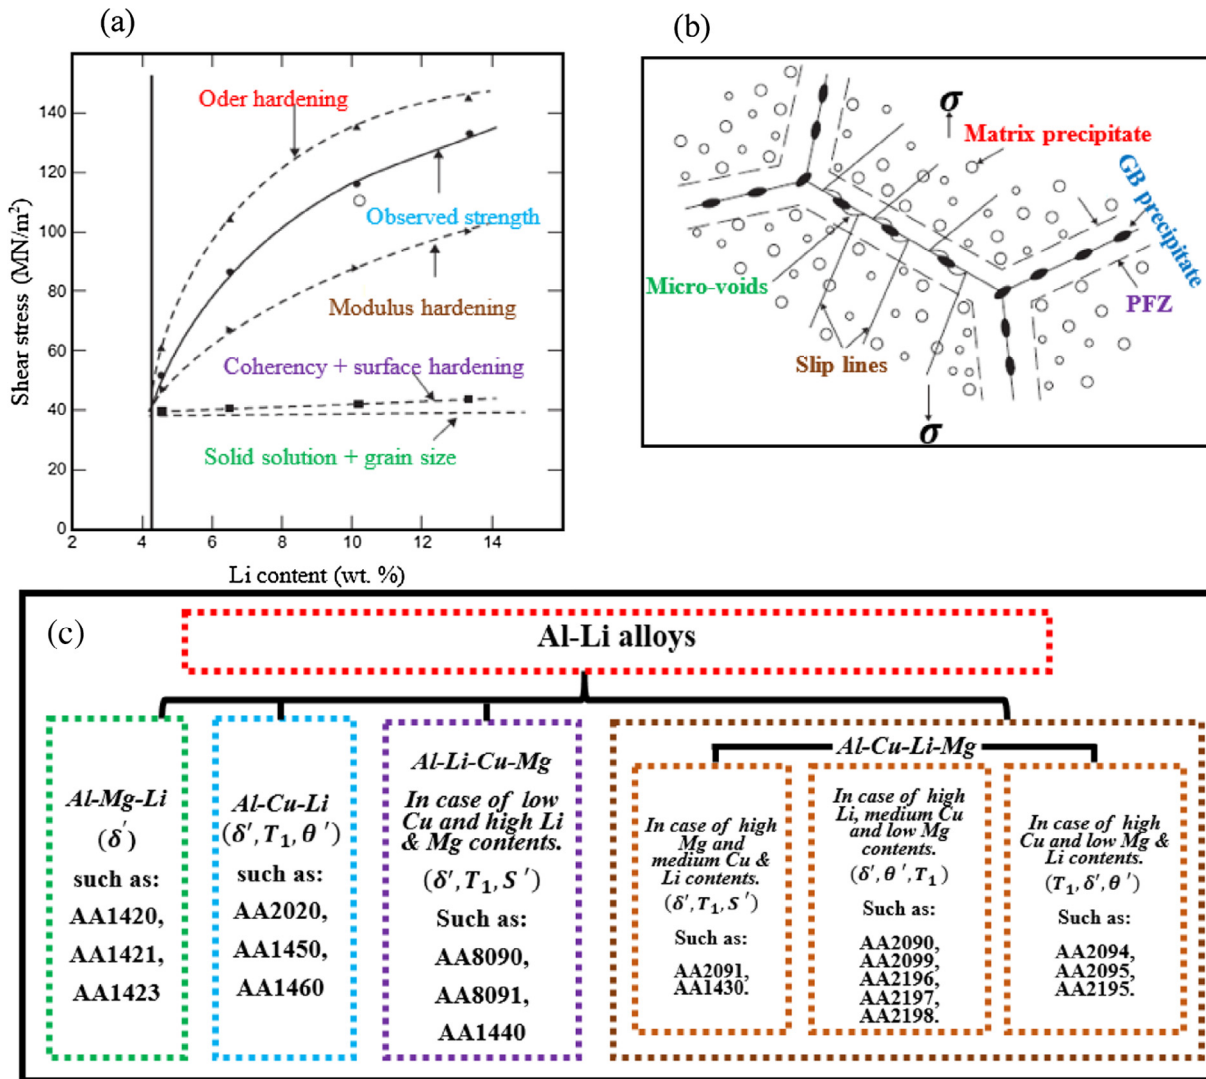 (a)
Oder hardening
Observed strength
Modulus hardening
Coherency + surface hardening
Solid solution + grain size
Shear stress (MN/m²)
140
120
100
80
60
40
20
0
2 4 6 8 10 12 14
Li content (wt. %)
(b)
σ
Matrix precipitate
GB precipitate
Micro-voids
PFZ
Slip lines
σ
(c)
Al-Li alloys
Al-Mg-Li
(δ′)
such as:
AA1420,
AA1421,
AA1423
Al-Cu-Li
(δ′, T₁, θ′)
such as:
AA2020,
AA1450,
AA1460
Al-Li-Cu-Mg
In case of low
Cu and high Li
& Mg contents.
(δ′, T₁, S′)
Such as:
AA8090,
AA8091,
AA1440
Al-Cu-Li-Mg
In case of high
Mg and
medium Cu &
Li contents.
(δ′, T₁, S′)
Such as:
AA2091,
AA1430.
In case of high
Li, medium Cu
and low Mg
contents.
(δ′, θ′, T₁)
Such as:
AA2090,
AA2099,
AA2196,
AA2197,
AA2198.
In case of high
Cu and low Mg &
Li contents.
(T₁, δ′, θ′)
Such as:
AA2094,
AA2095,
AA2195.